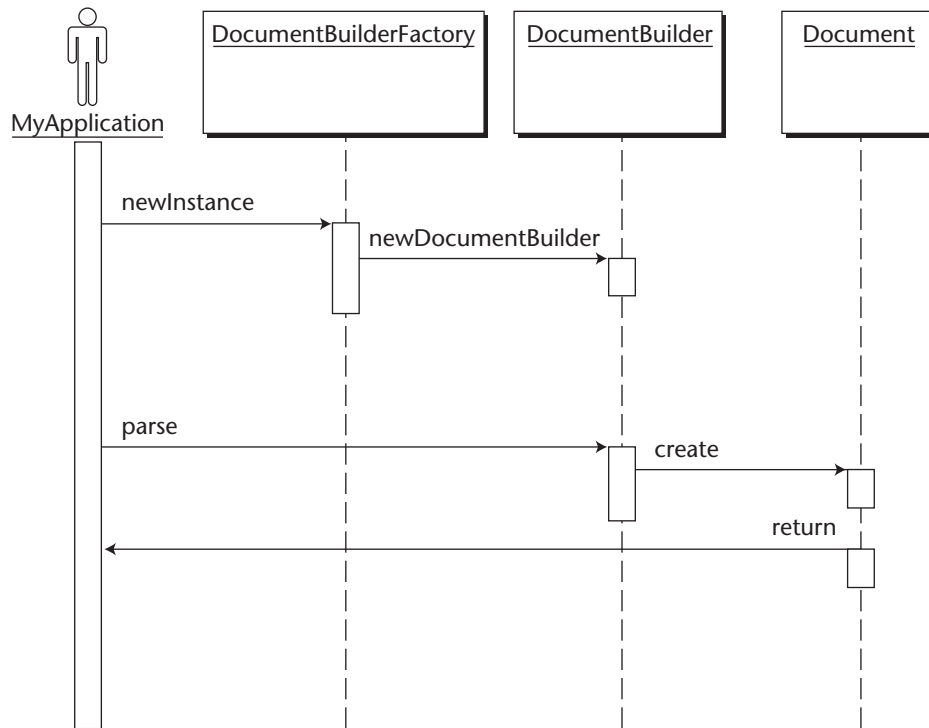 DocumentBuilderFactory
DocumentBuilder
Document
MyApplication
newInstance
newDocumentBuilder
parse
create
return